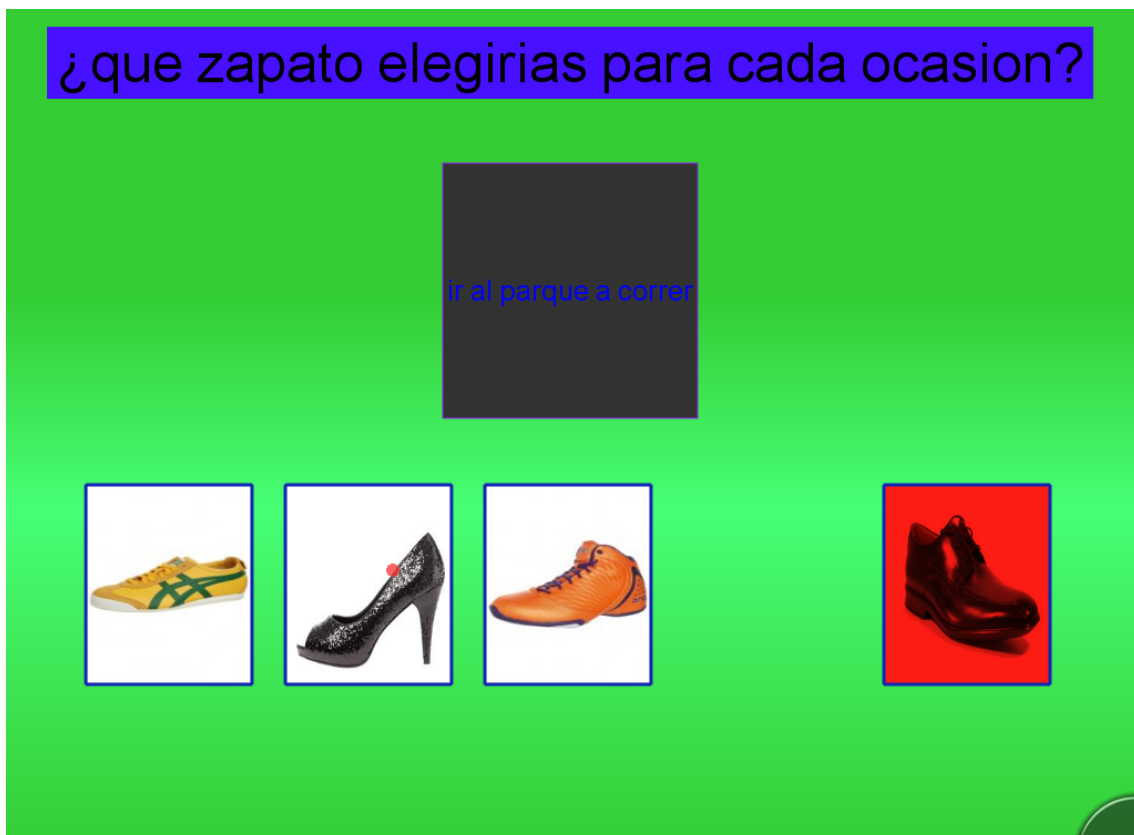 ¿que zapato elegirias para cada ocasion?
ir al parque a correr